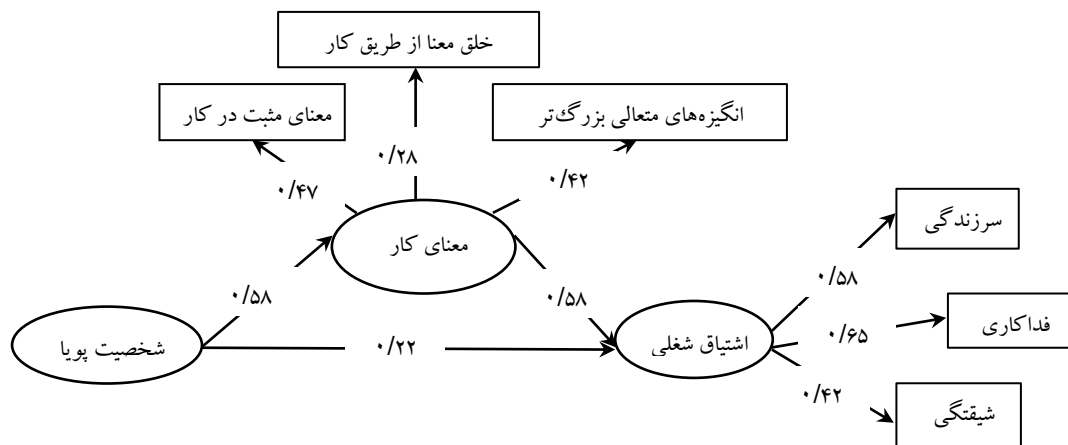 خلق معنا از طریق کار
معنای مثبت در کار
انگیزه‌های متعالی بزرگ‌تر
۰/۲۸
۰/۴۷
۰/۴۲
سرزندگی
معنای کار
۰/۵۸
۰/۵۸
۰/۵۸
فداکاری
شخصیت پویا
۰/۲۲
اشتیاق شغلی
۰/۶۵
۰/۴۲
شیفتگی